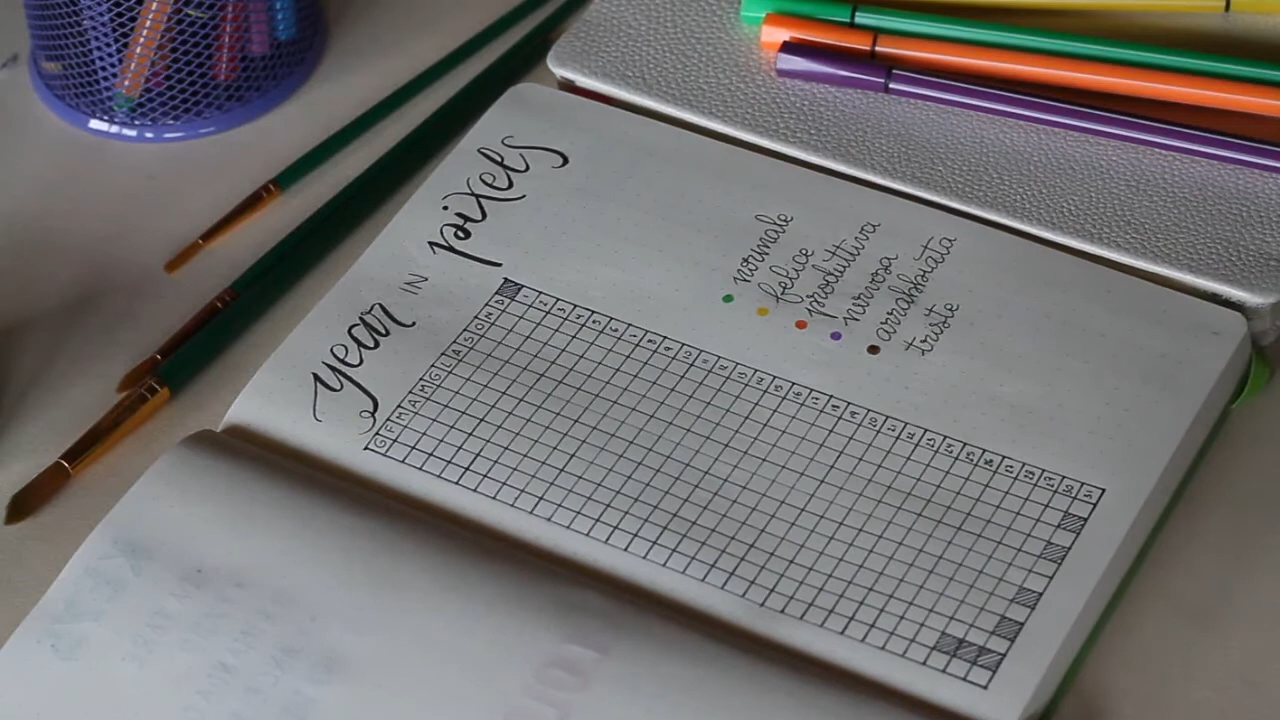 year IN pixels
G F M A M G L A S O N D
1 2 3 4 5 6 7 8 9 10 11 12 13 14 15 16 17 18 19 20 21 22 23 24 25 26 27 28 29 30 31
normale
felice
produttiva
nervosa
arrabbiata
triste